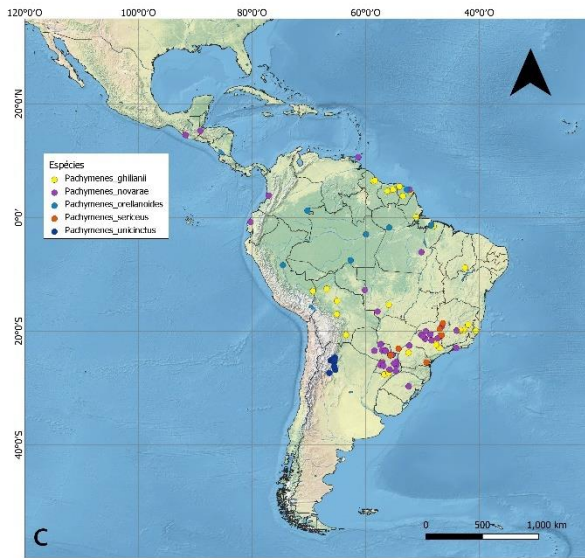 120°0'W 100°0'W 80°0'W 60°0'W 40°0'W
20°0'N
Espécies
Pachymenes_ghilianii
Pachymenes_novarae
Pachymenes_orellanoides
Pachymenes_sericeus
Pachymenes_unicinctus
0°0'
20°0'S
40°0'S
C
0 500 1,000 km